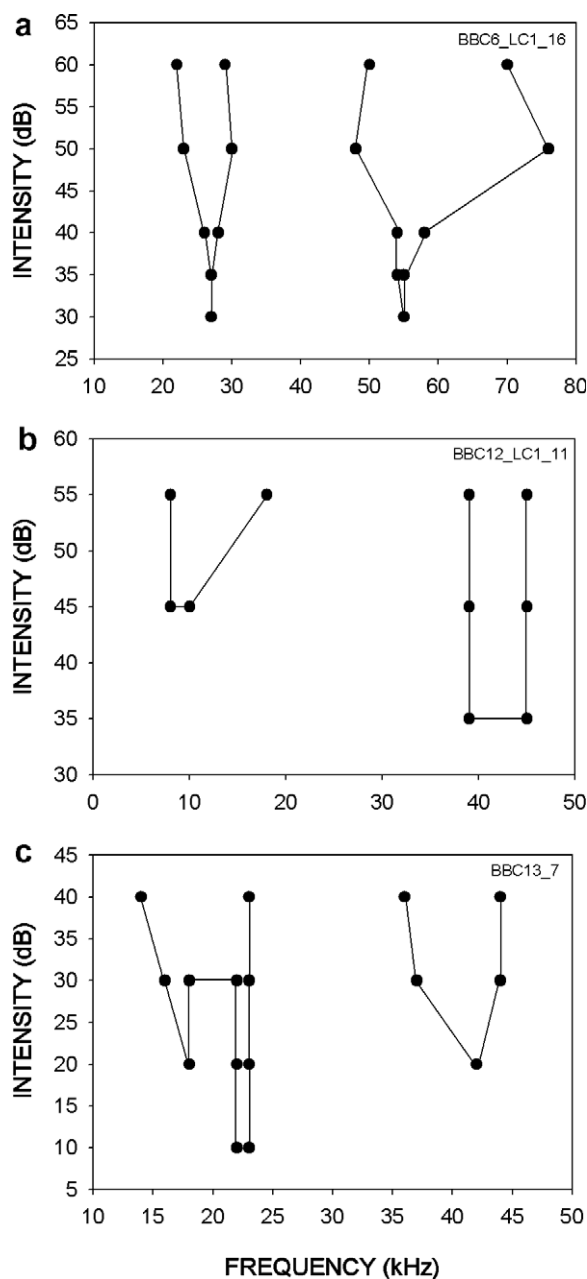 a
BBC6_LC1_16
INTENSITY (dB)
65
60
55
50
45
40
35
30
25
10 20 30 40 50 60 70 80
b
BBC12_LC1_11
INTENSITY (dB)
60
55
50
45
40
35
30
0 10 20 30 40 50
c
BBC13_7
INTENSITY (dB)
45
40
35
30
25
20
15
10
5
10 15 20 25 30 35 40 45 50
FREQUENCY (kHz)